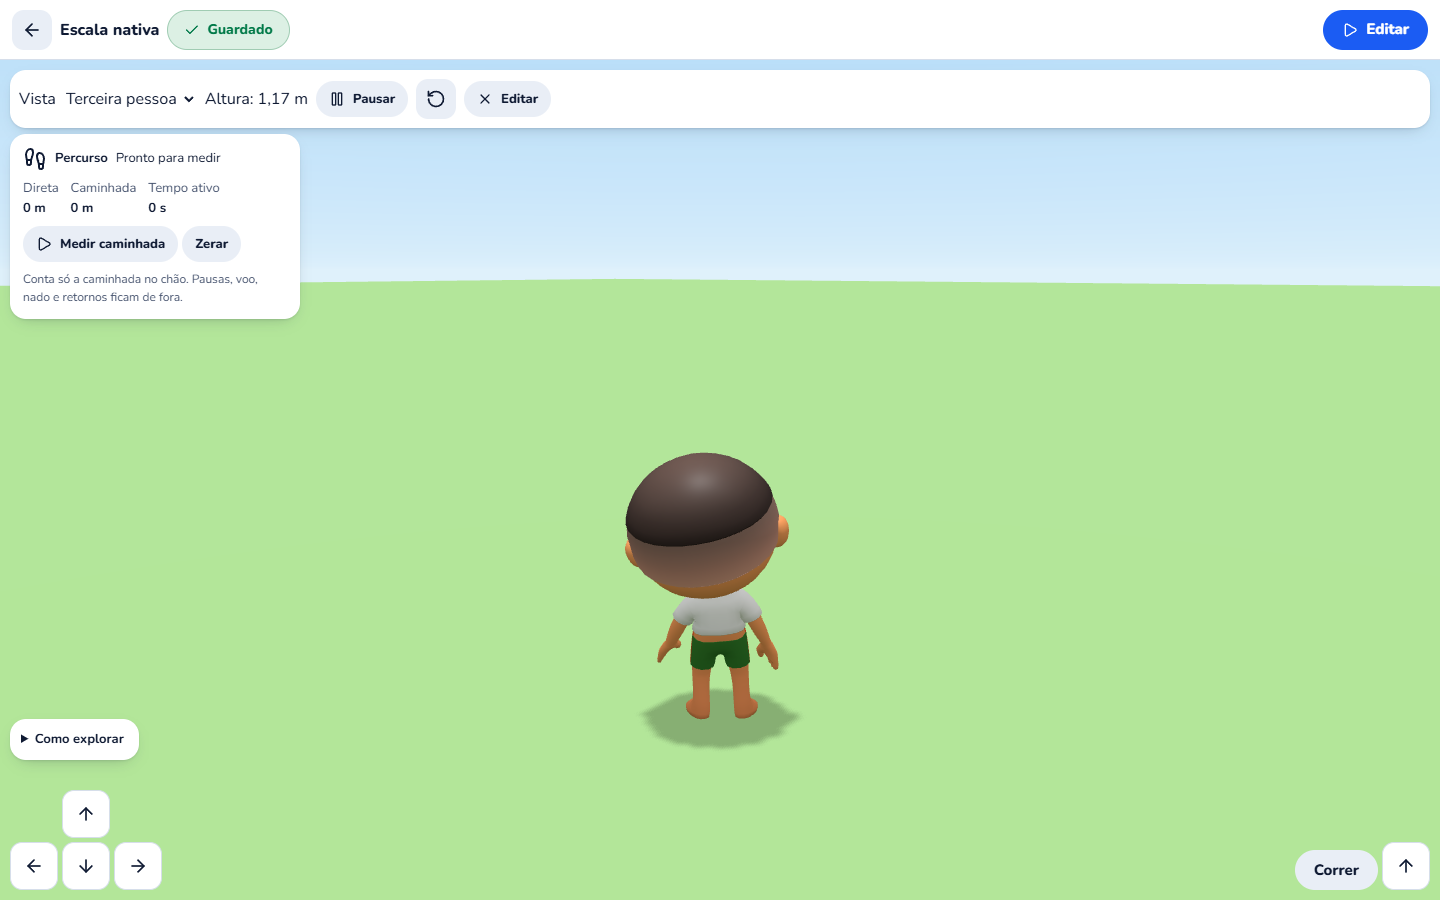 Escala nativa
Guardado
Editar
Vista Terceira pessoa Altura: 1,17 m Pausar Editar
Percurso Pronto para medir
Direta Caminhada Tempo ativo
0 m 0 m 0 s
Medir caminhada Zerar
Conta só a caminhada no chão. Pausas, voo,
nado e retornos ficam de fora.
Como explorar
Correr